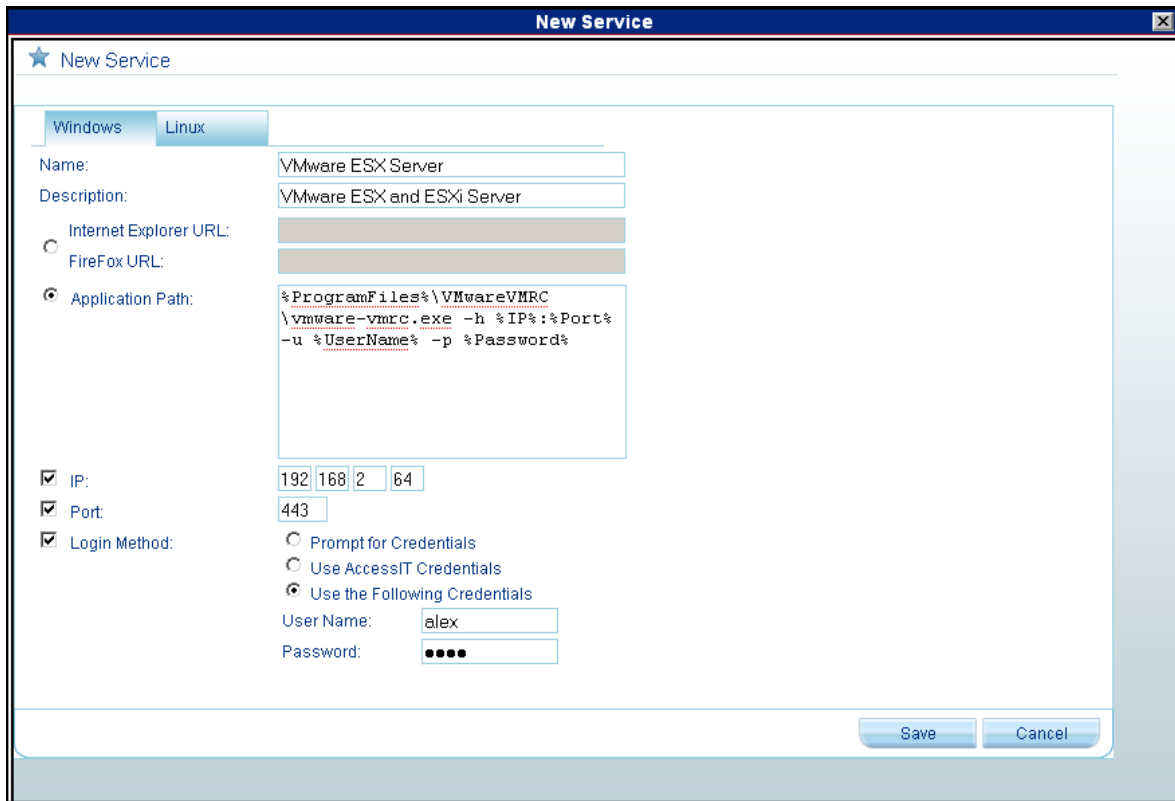 New Service
New Service
Windows Linux
Name: VMware ESX Server
Description: VMware ESX and ESXi Server
Internet Explorer URL:
FireFox URL:
Application Path: %ProgramFiles%\VMwareVMRC
\vmware-vmrc.exe -h %IP%:%Port%
-u %UserName% -p %Password%
IP: 192 168 2 64
Port: 443
Login Method: Prompt for Credentials
Use AccessIT Credentials
Use the Following Credentials
User Name: alex
Password: ●●●●
Save Cancel